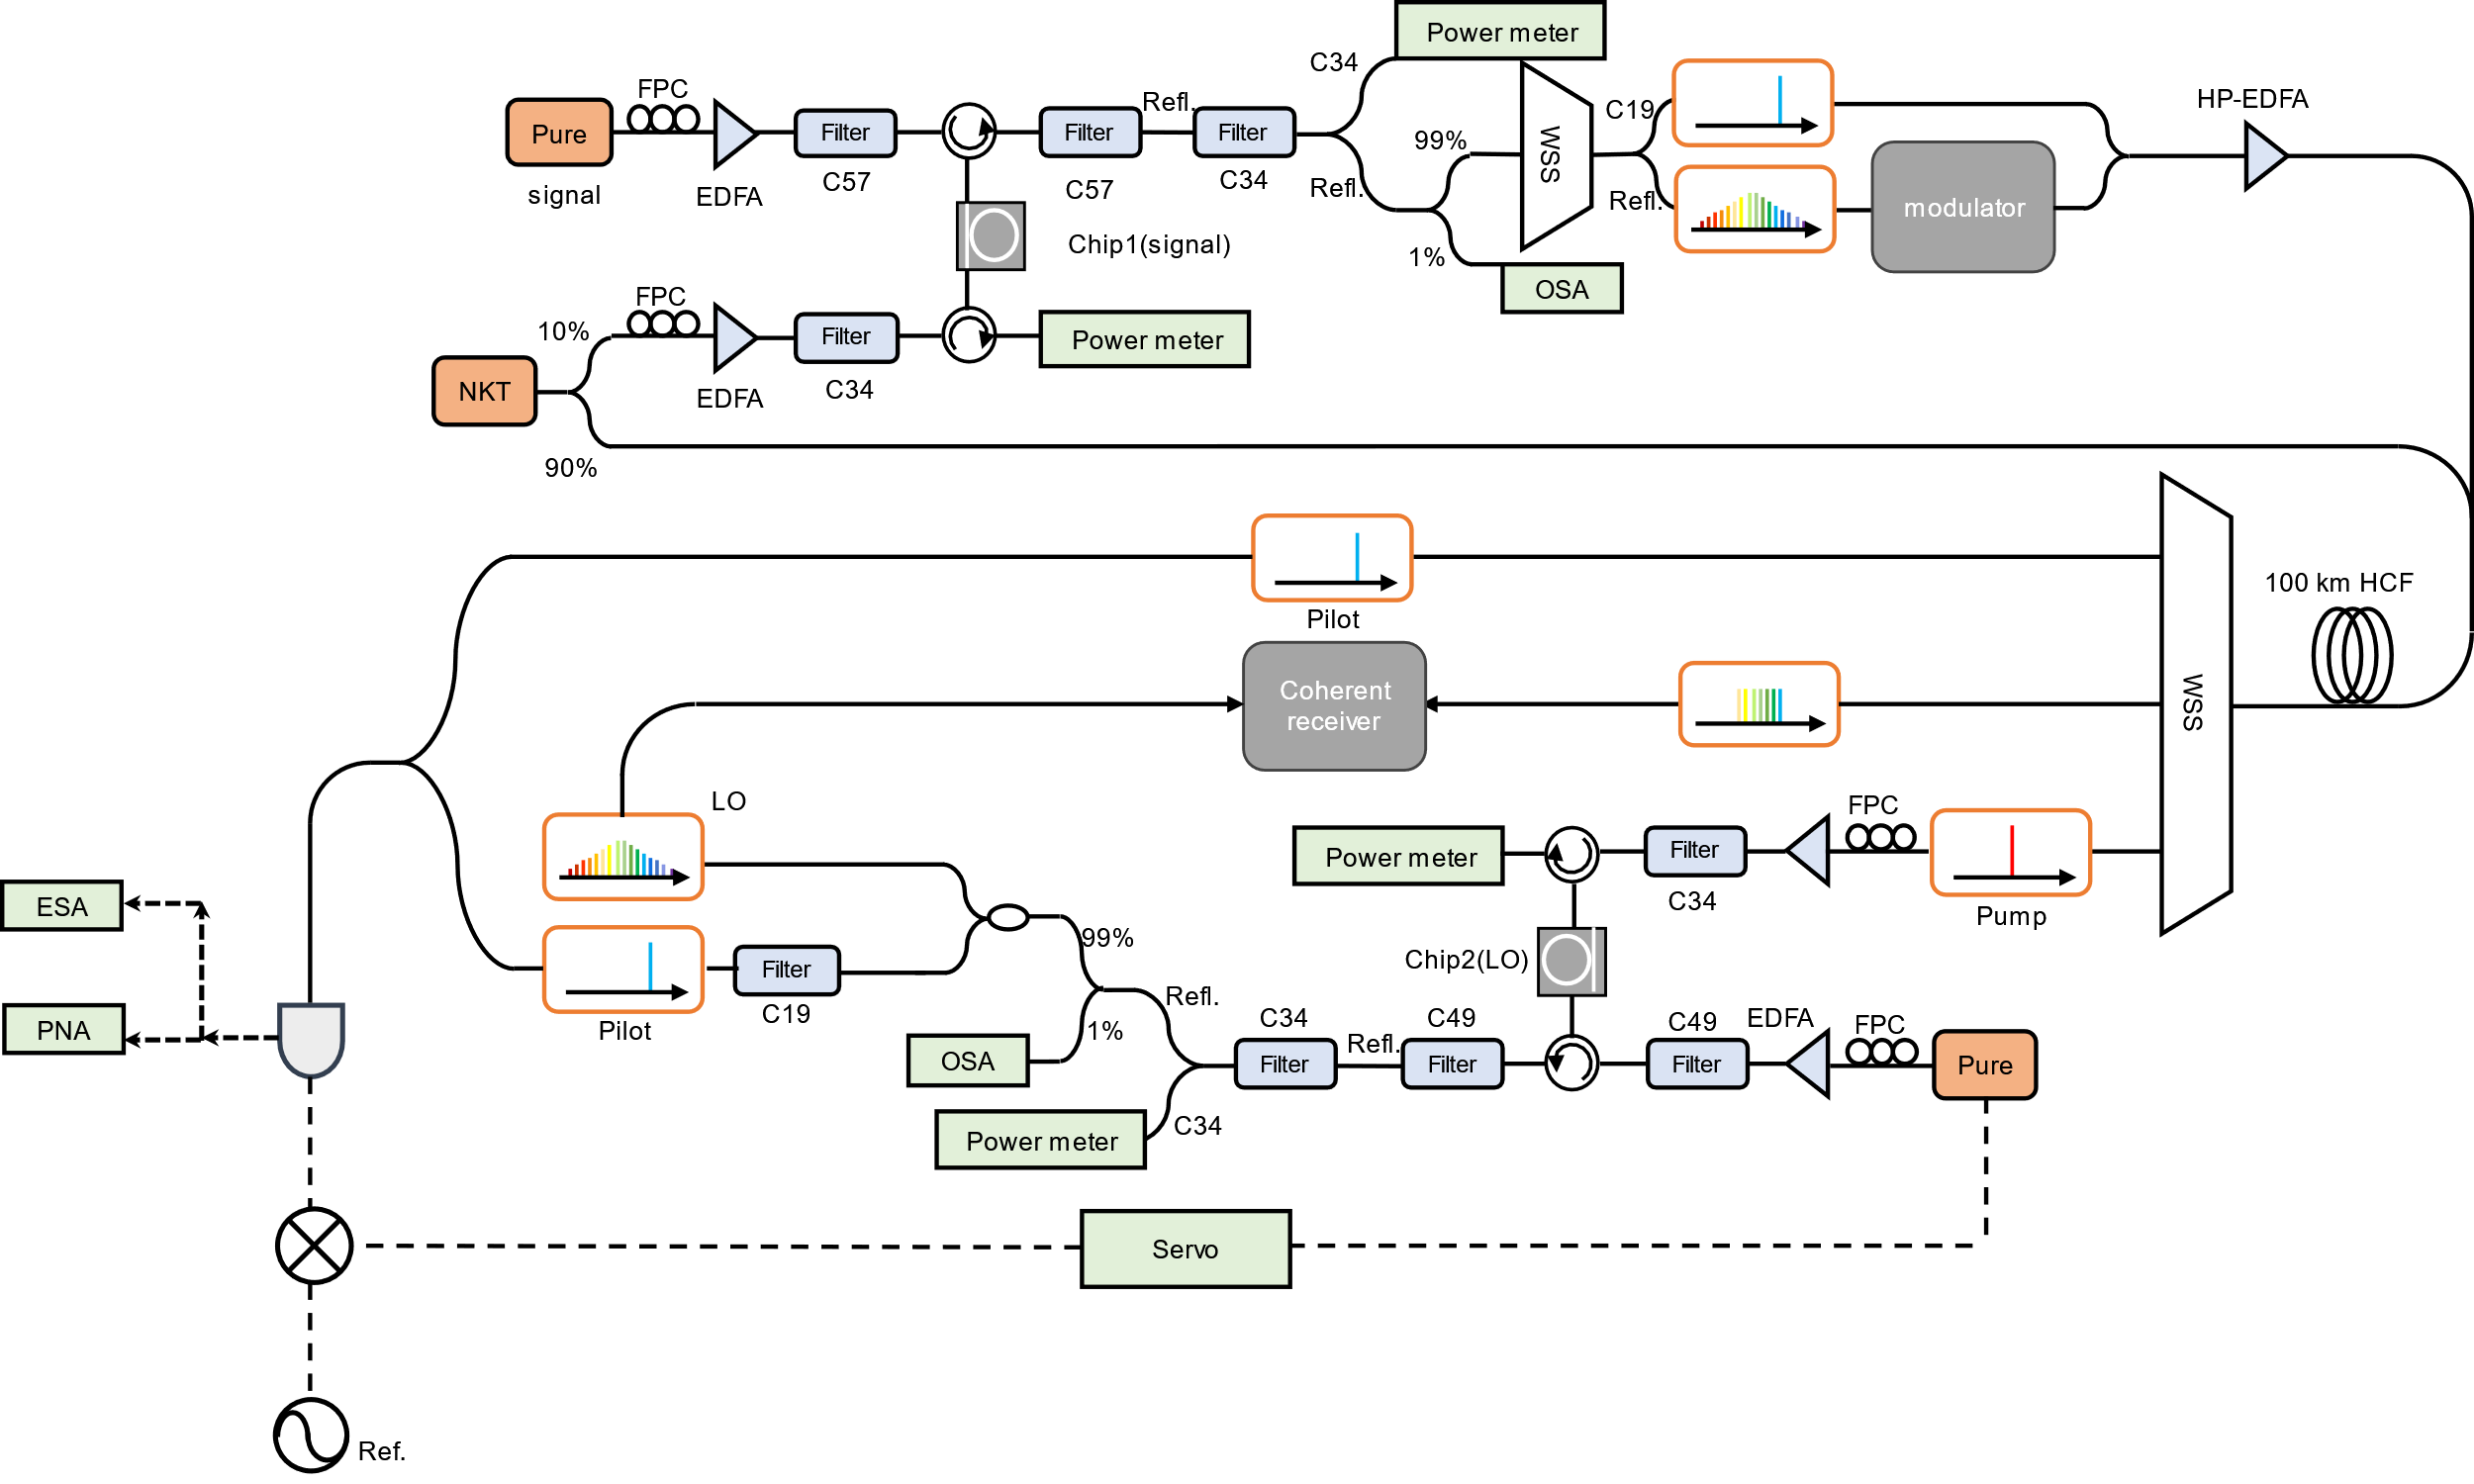 Power meter
C34
FPC
Pure
signal
EDFA
Filter
C57
Filter
C57
Refl.
Filter
C34
Refl.
99%
1%
WSS
OSA
C19
Refl.
modulator
HP-EDFA
Chip1(signal)
NKT
10%
90%
FPC
EDFA
Filter
C34
Power meter
Pilot
100 km HCF
WSS
Coherent
receiver
LO
Power meter
Filter
C34
FPC
Pump
ESA
PNA
Pilot
Filter
C19
99%
1%
OSA
Refl.
C34
Power meter
C34
Filter
Refl.
C49
Filter
Chip2(LO)
C49
Filter
EDFA
FPC
Pure
Servo
Ref.